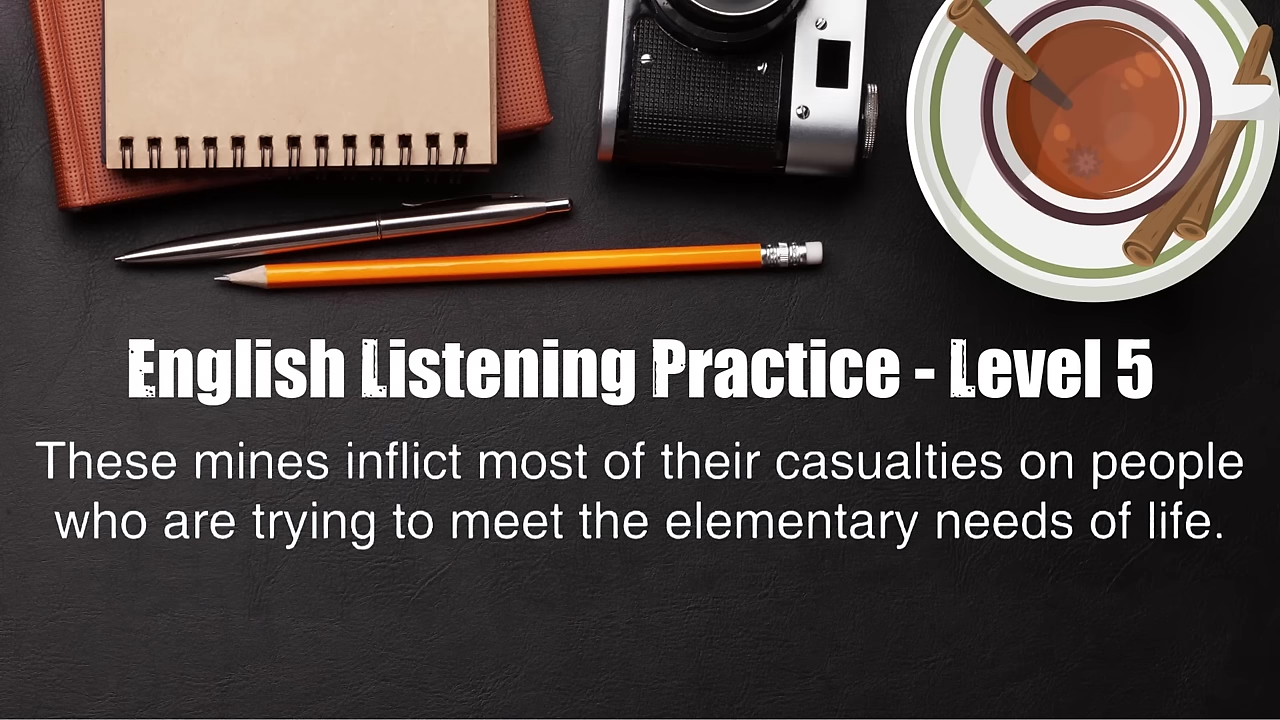 English Listening Practice - Level 5
These mines inflict most of their casualties on people
who are trying to meet the elementary needs of life.